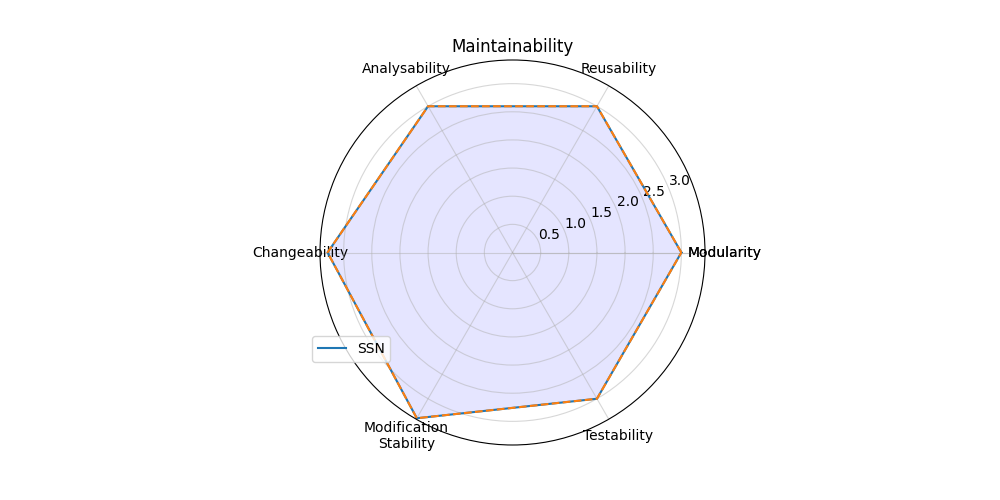 Maintainability
Analysability
Reusability
3.0
2.5
2.0
1.5
1.0
0.5
Changeability
Modularity
SSN
Modification
Stability
Testability